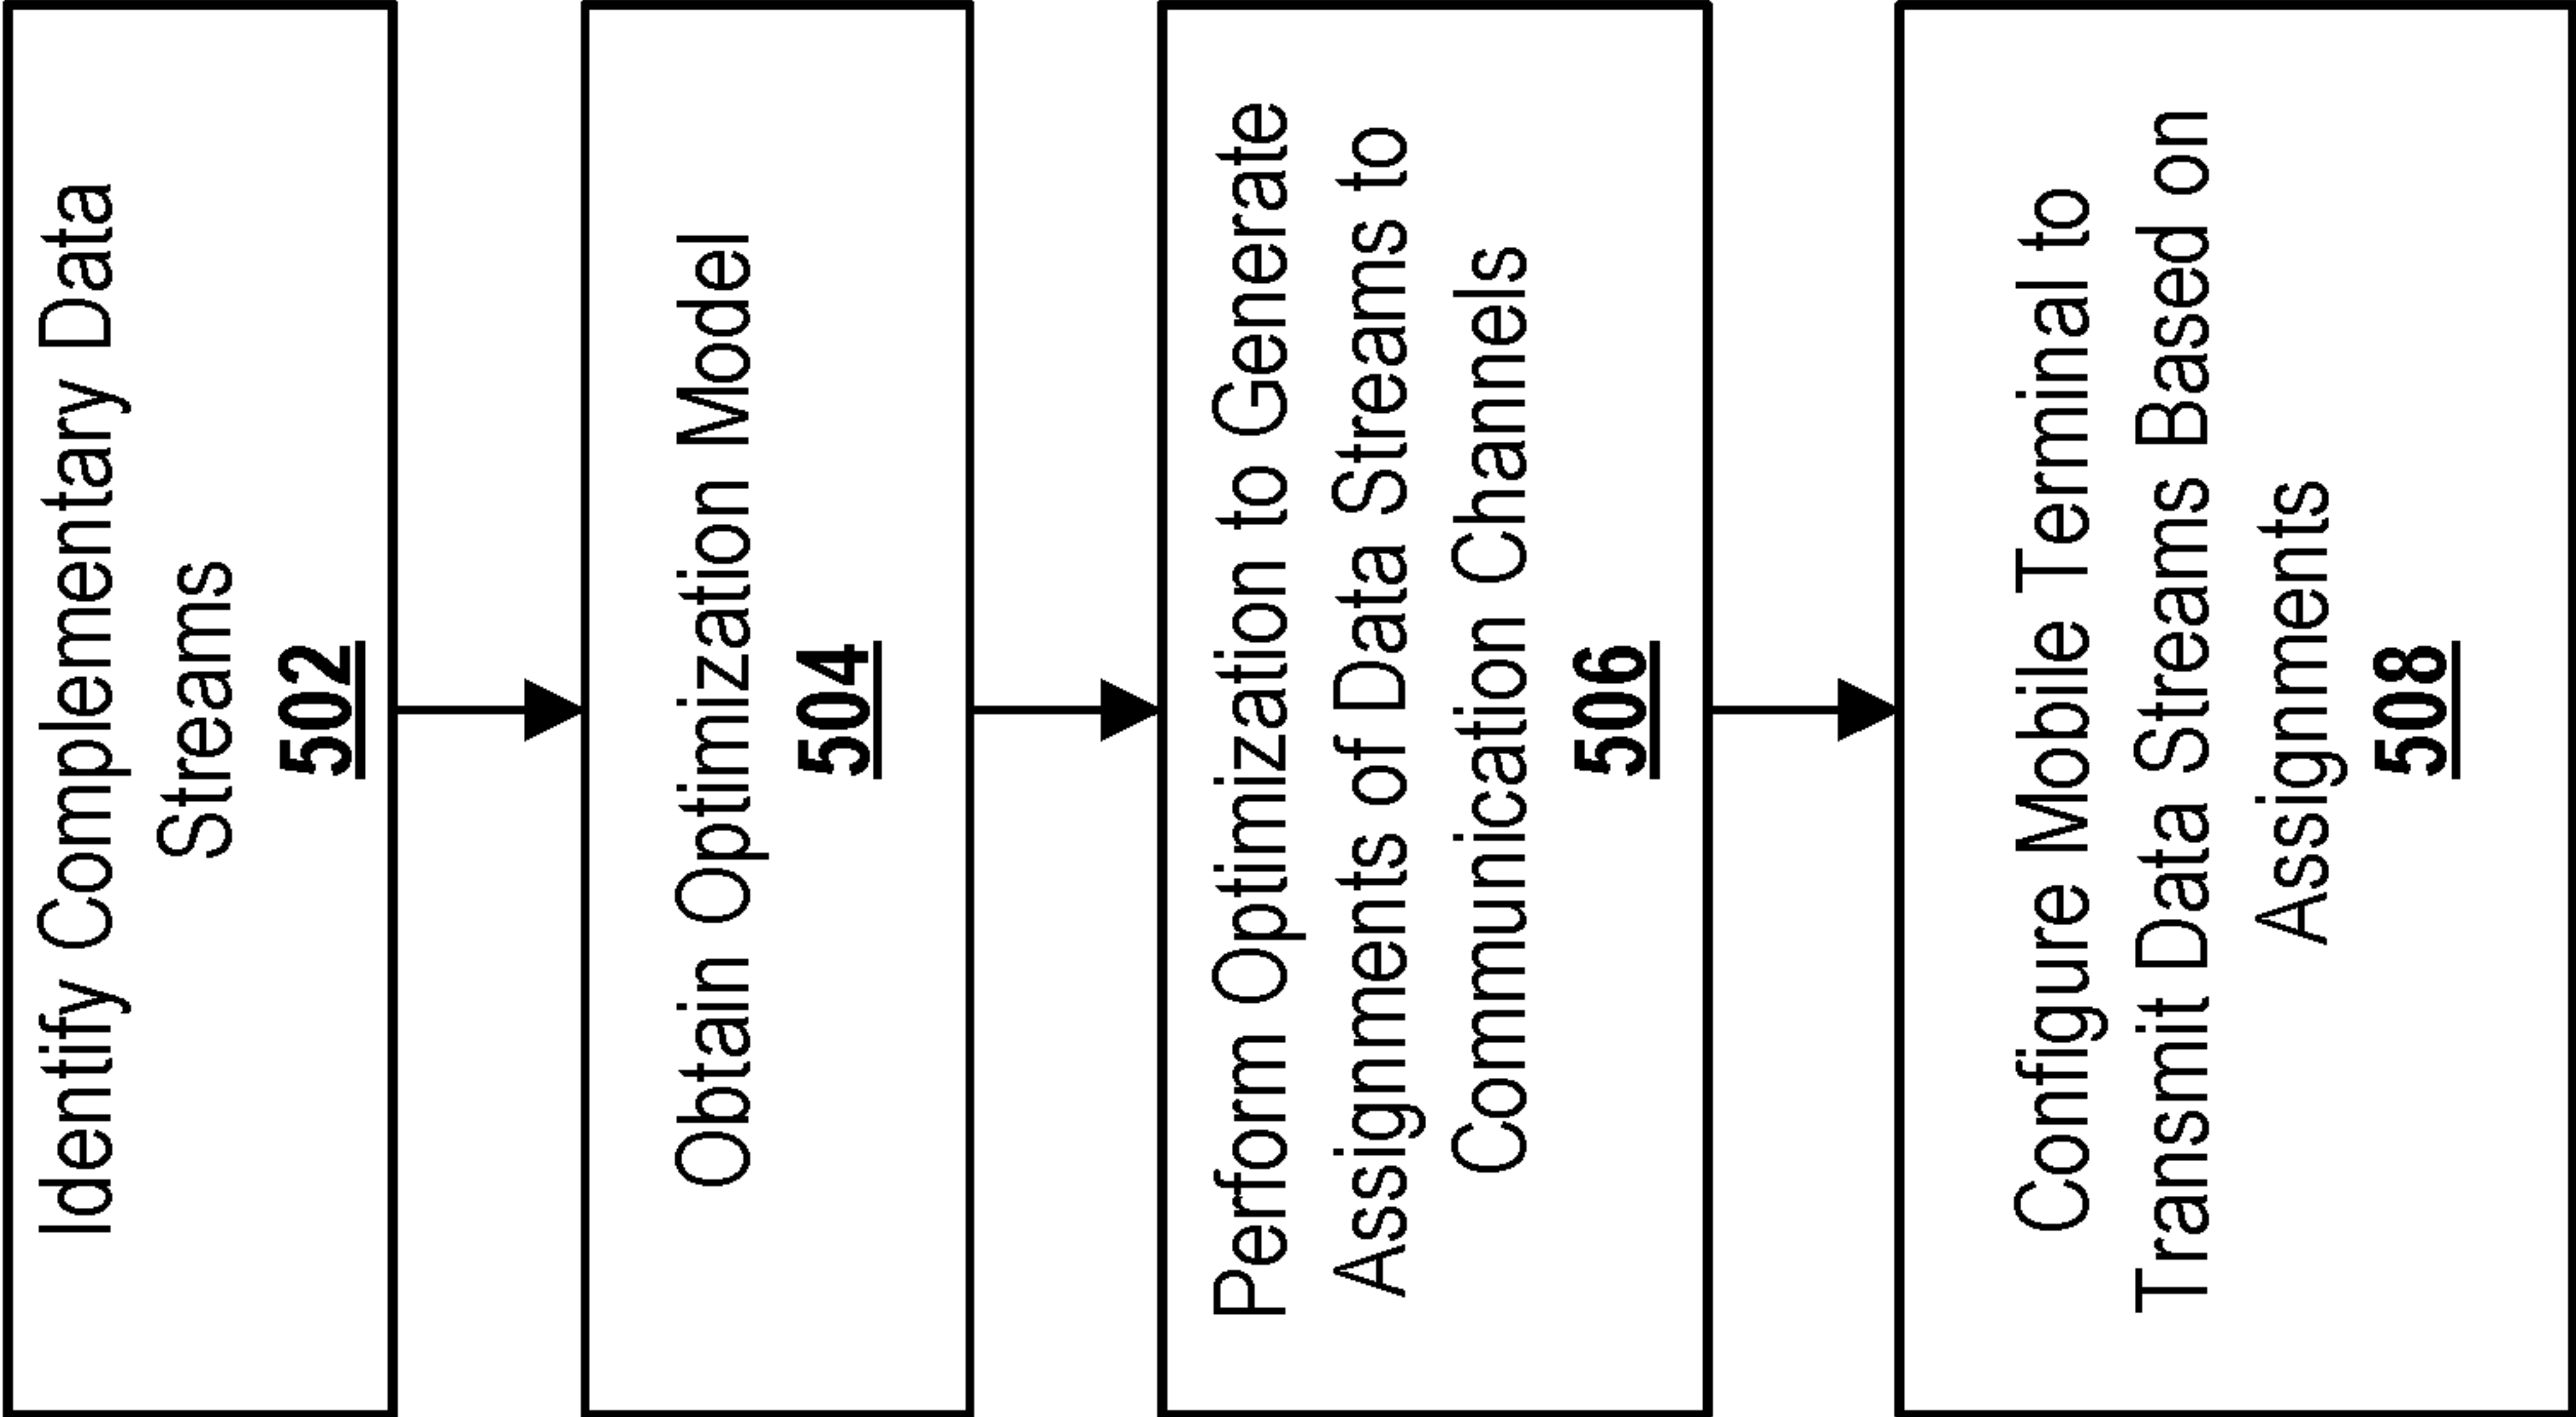 Identify Complementary Data
Streams
502
Obtain Optimization Model
504
Perform Optimization to Generate
Assignments of Data Streams to
Communication Channels
506
Configure Mobile Terminal to
Transmit Data Streams Based on
Assignments
508